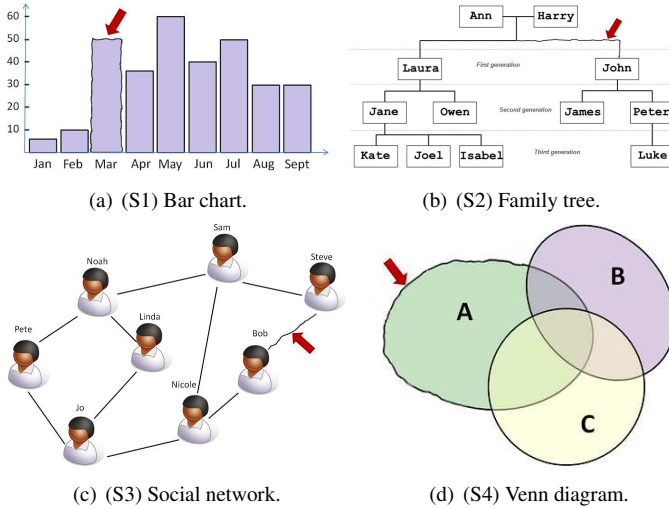 60
50
40
30
20
10
Jan Feb Mar Apr May Jun Jul Aug Sept
(a) (S1) Bar chart.
Ann Harry
Laura First generation John
Jane Owen Second generation James Peter
Kate Joel Isabel Third generation Luke
(b) (S2) Family tree.
Sam
Steve
Noah
Linda
Pete
Bob
Nicole
Jo
(c) (S3) Social network.
B
A
C
(d) (S4) Venn diagram.